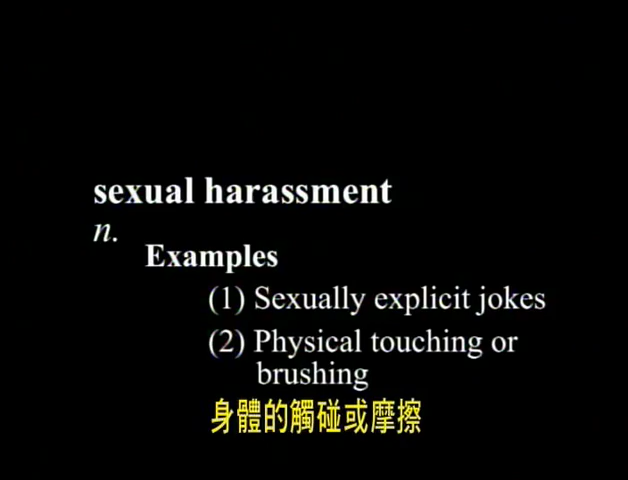 sexual harassment
n.
Examples
(1) Sexually explicit jokes
(2) Physical touching or
brushing
身體的觸碰或摩擦